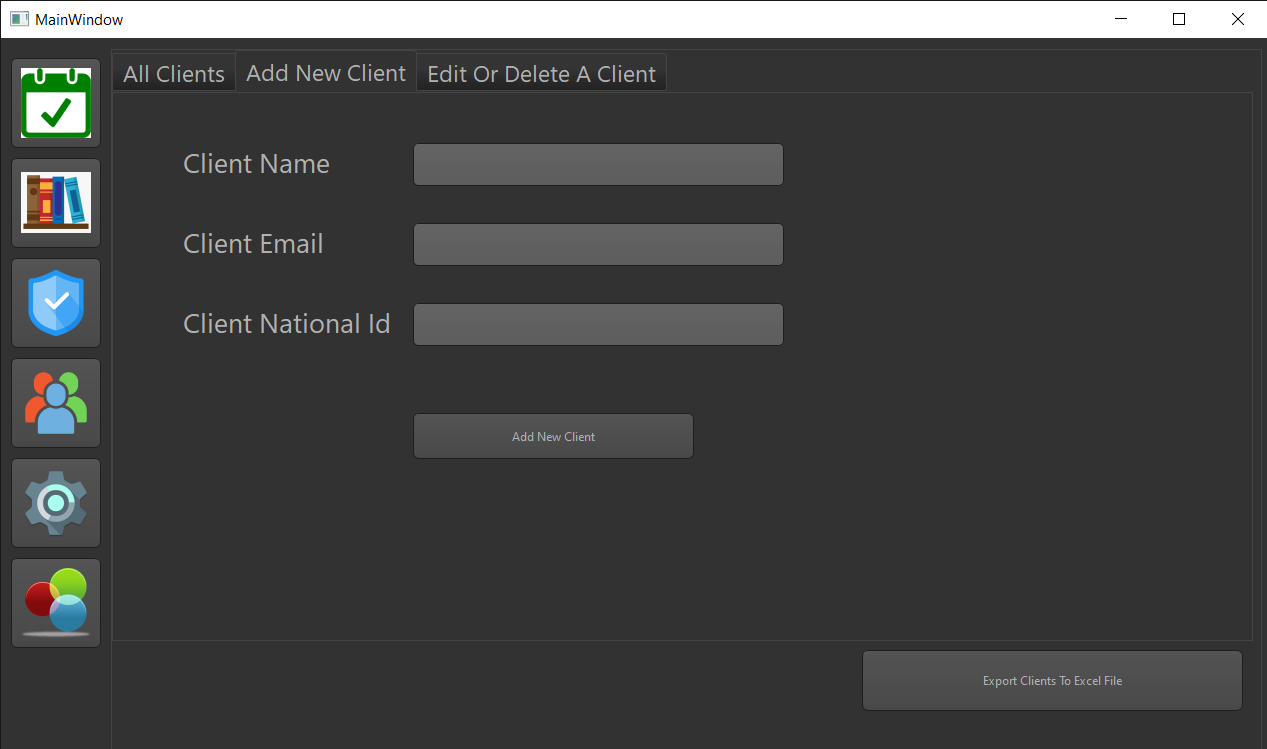 MainWindow
All Clients
Add New Client
Edit Or Delete A Client
Client Name
Client Email
Client National Id
Add New Client
Export Clients To Excel File